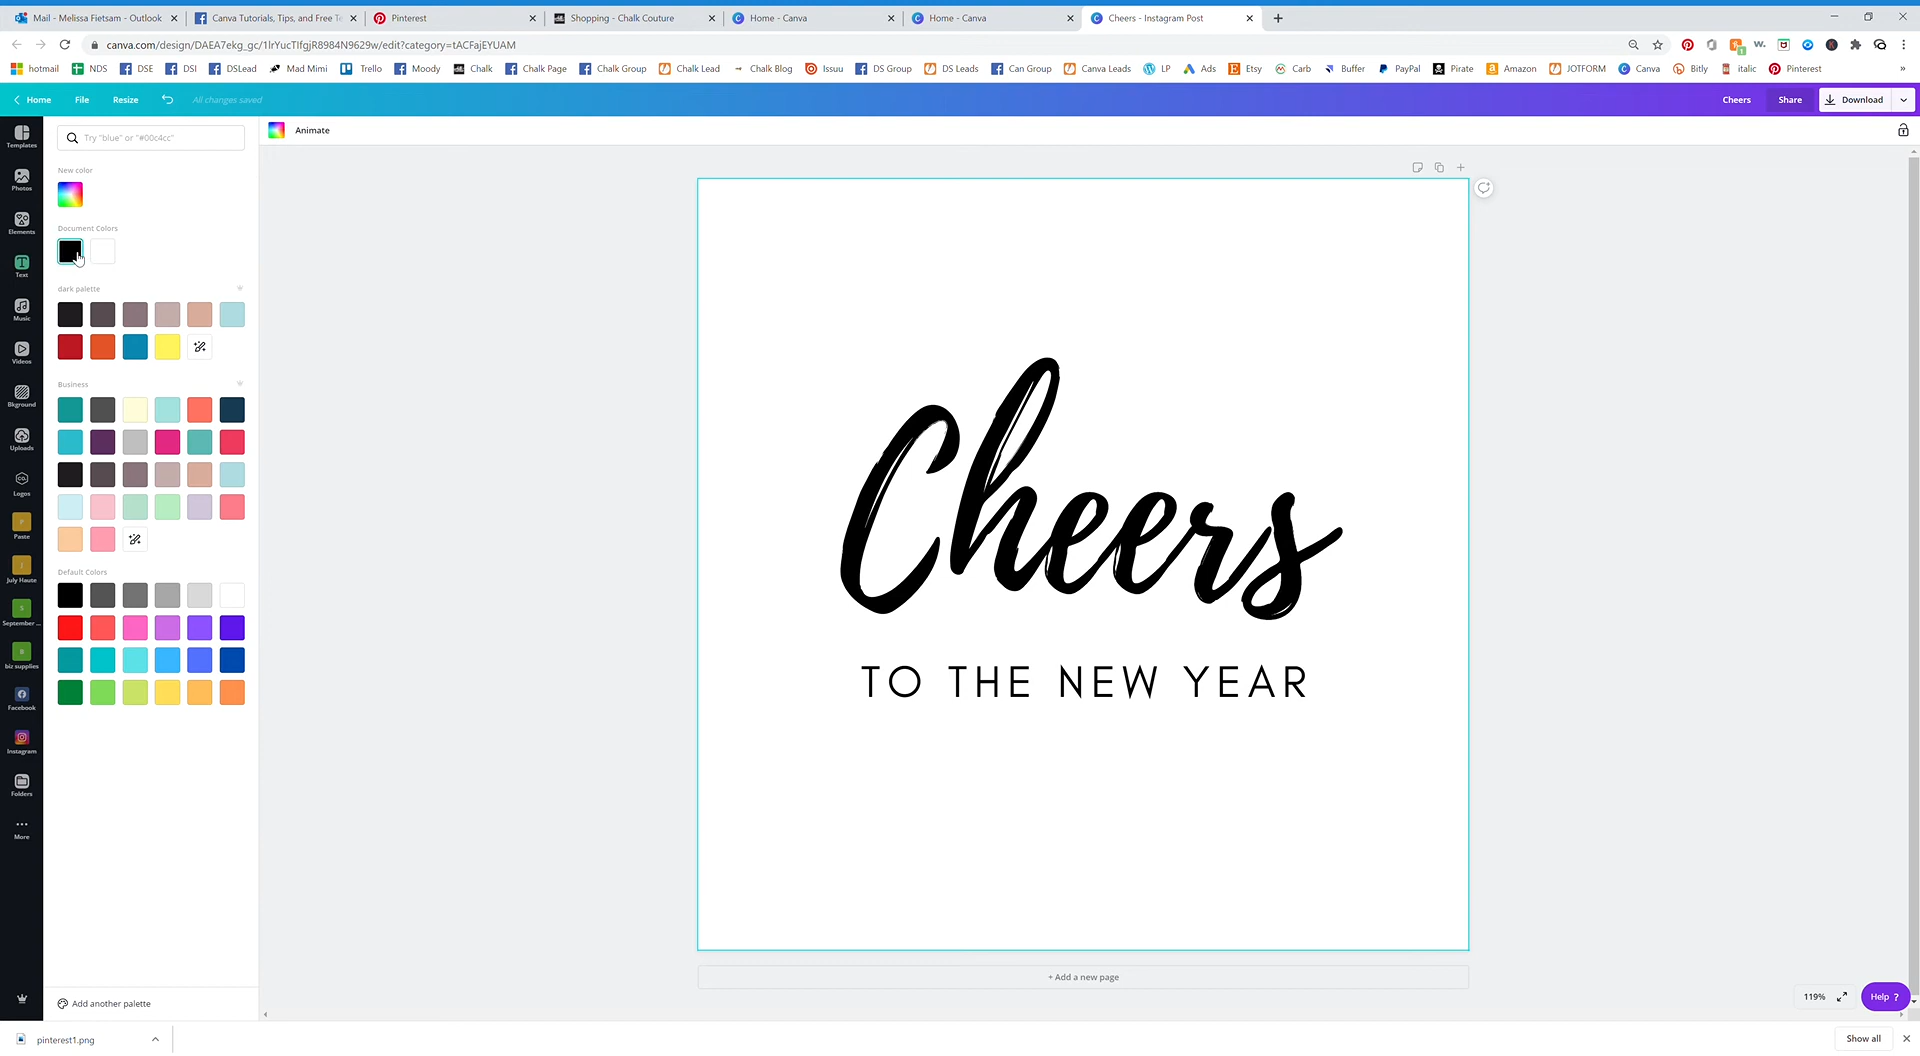 Mail - Melissa Fietsam - Outlook
Canva Tutorials, Tips, and Free Te
Pinterest
Shopping - Chalk Couture
Home - Canva
Home - Canva
Cheers - Instagram Post
canva.com/design/DAEA7ekg_gc/1IrYucTIfgjR8984N9629w/edit?category=tACFajEYUAM
hotmail NDS DSE DSI DSLead Mad Mimi Trello Moody Chalk Chalk Page Chalk Group Chalk Lead Chalk Blog Issuu DS Group DS Leads Can Group Canva Leads LP Ads Etsy Carb Buffer PayPal Pirate Amazon JOTFORM Canva Bitly italic Pinterest »
Home File Resize All changes saved Cheers Share Download
Templates
Photos
Elements
Text
Music
Videos
Bkground
Uploads
CO.
Logos
P
Paste
July Haute
S
September ...
B
biz supplies
Facebook
Instagram
Folders
More
Try "blue" or "#00c4cc"
New color
Document Colors
dark palette
Business
Default Colors
Add another palette
Animate
Cheers
TO THE NEW YEAR
+ Add a new page
119%
Help ?
pinterest1.png
Show all